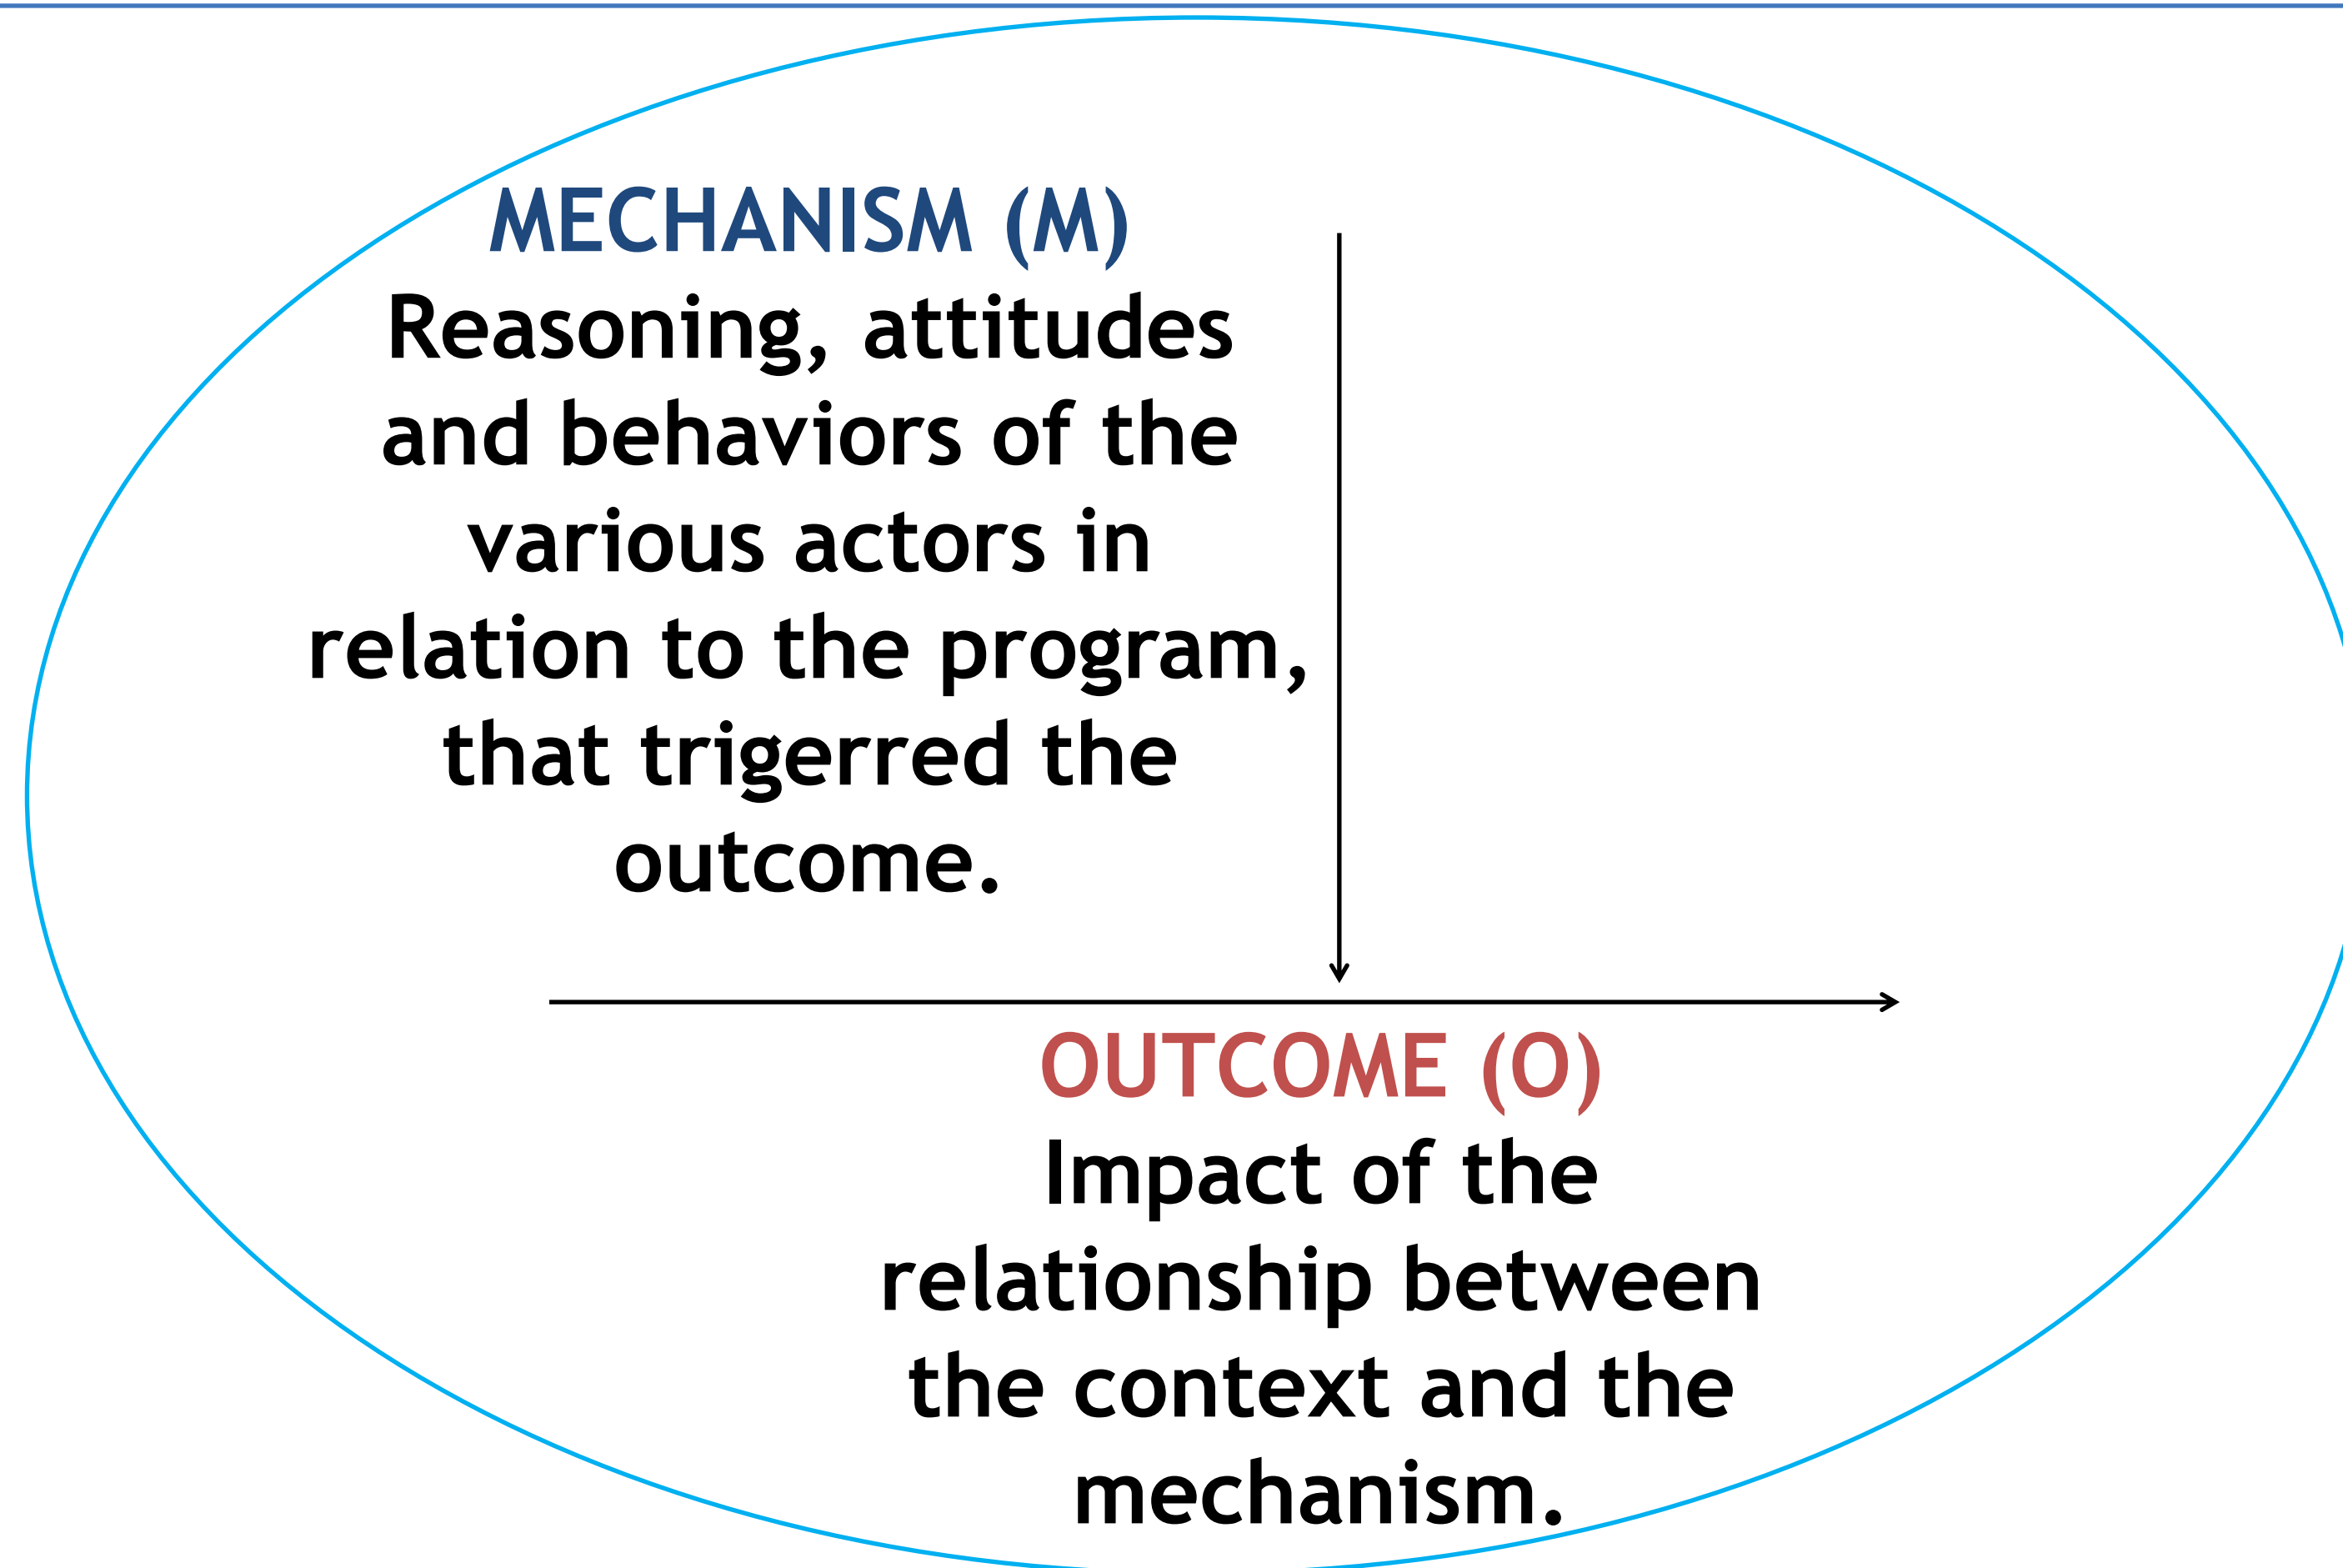 MECHANISM (M)
Reasoning, attitudes
and behaviors of the
various actors in
relation to the program,
that trigerred the
outcome.
OUTCOME (O)
Impact of the
relationship between
the context and the
mechanism.